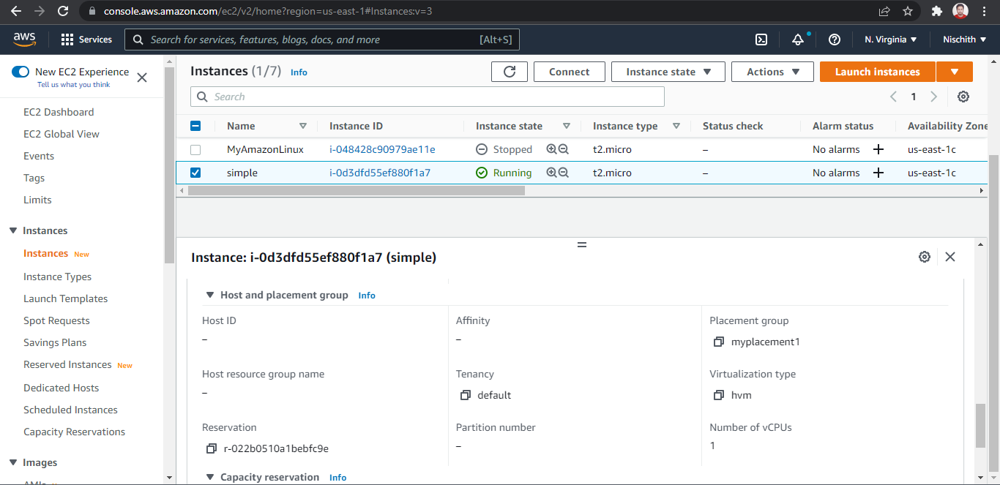 console.aws.amazon.com/ec2/v2/home?region=us-east-1#Instances:v=3
aws Services Search for services, features, blogs, docs, and more [Alt+S] N. Virginia Nischith
New EC2 Experience
Tell us what you think
EC2 Dashboard
EC2 Global View
Events
Tags
Limits
Instances
Instances New
Instance Types
Launch Templates
Spot Requests
Savings Plans
Reserved Instances New
Dedicated Hosts
Scheduled Instances
Capacity Reservations
Images
AMIs
Instances (1/7) Info Connect Instance state Actions Launch instances
Search 1
Name Instance ID Instance state Instance type Status check Alarm status Availability Zone
MyAmazonLinux i-048428c90979ae11e Stopped t2.micro – No alarms us-east-1c
simple i-0d3dfd55ef880f1a7 Running t2.micro – No alarms us-east-1c
Instance: i-0d3dfd55ef880f1a7 (simple)
Host and placement group Info
Host ID Affinity Placement group
– – myplacement1
Host resource group name Tenancy Virtualization type
– default hvm
Reservation Partition number Number of vCPUs
r-022b0510a1bebfc9e – 1
Capacity reservation Info